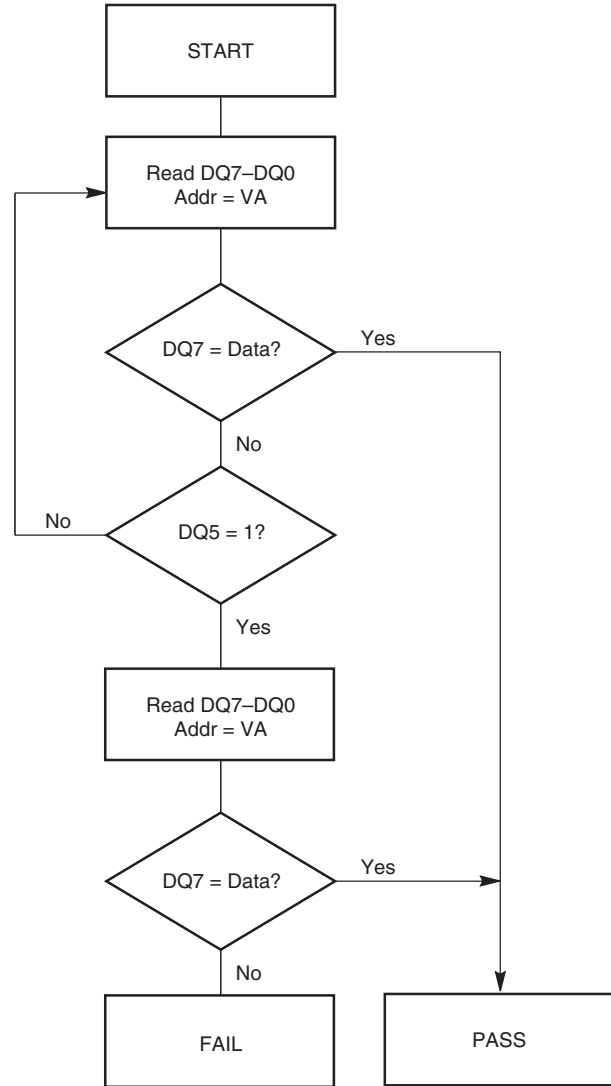 START
Read DQ7–DQ0
Addr = VA
DQ7 = Data?
Yes
No
No
DQ5 = 1?
Yes
Read DQ7–DQ0
Addr = VA
DQ7 = Data?
Yes
No
FAIL
PASS